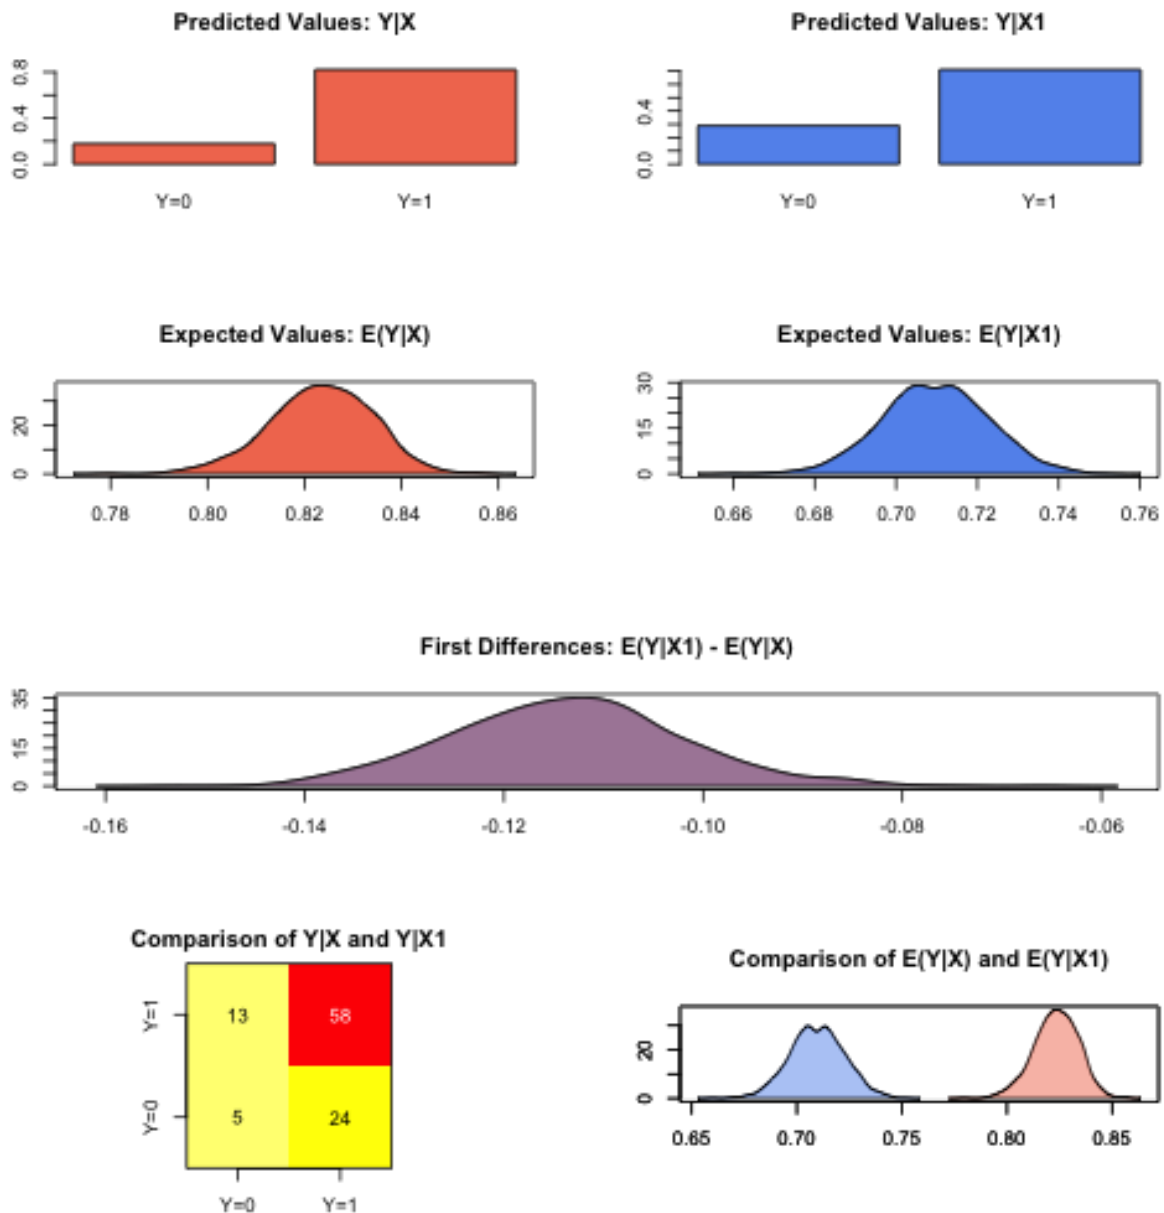 Predicted Values: Y|X
0.0 0.4 0.8
Y=0 Y=1
Predicted Values: Y|X1
0.0 0.4
Y=0 Y=1
Expected Values: E(Y|X)
0 20
0.78 0.80 0.82 0.84 0.86
Expected Values: E(Y|X1)
0 15 30
0.66 0.68 0.70 0.72 0.74 0.76
First Differences: E(Y|X1) - E(Y|X)
0 15 35
-0.16 -0.14 -0.12 -0.10 -0.08 -0.06
Comparison of Y|X and Y|X1
Y=1 13 58
Y=0 5 24
Y=0 Y=1
Comparison of E(Y|X) and E(Y|X1)
0 20
0.65 0.70 0.75 0.80 0.85